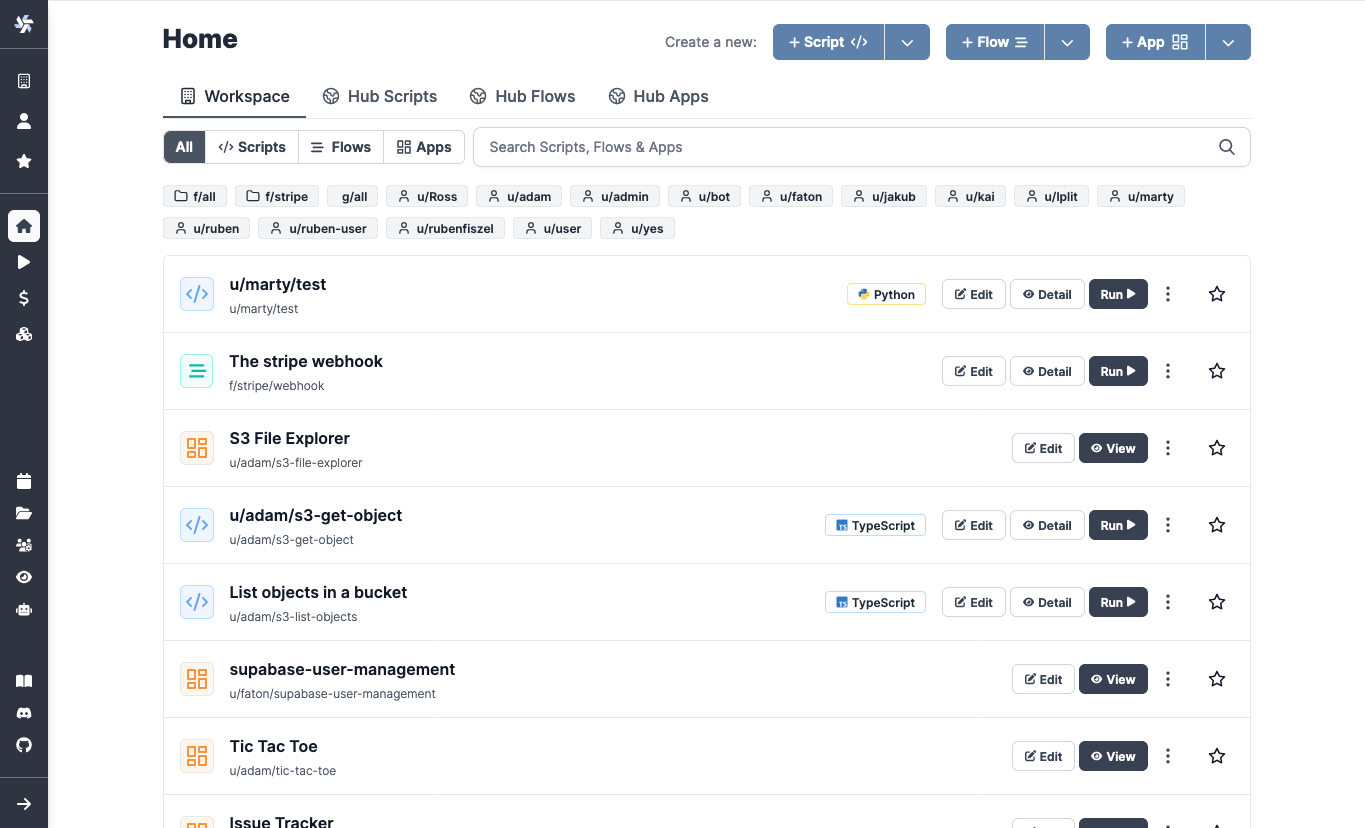 Home
Create a new:
+ Script </>
+ Flow
+ App
Workspace
Hub Scripts
Hub Flows
Hub Apps
All
</> Scripts
Flows
Apps
Search Scripts, Flows & Apps
f/all
f/stripe
g/all
u/Ross
u/adam
u/admin
u/bot
u/faton
u/jakub
u/kai
u/lplit
u/marty
u/ruben
u/ruben-user
u/rubenfiszel
u/user
u/yes
u/marty/test
u/marty/test
Python
Edit
Detail
Run
The stripe webhook
f/stripe/webhook
Edit
Detail
Run
S3 File Explorer
u/adam/s3-file-explorer
Edit
View
u/adam/s3-get-object
u/adam/s3-get-object
TS TypeScript
Edit
Detail
Run
List objects in a bucket
u/adam/s3-list-objects
TS TypeScript
Edit
Detail
Run
supabase-user-management
u/faton/supabase-user-management
Edit
View
Tic Tac Toe
u/adam/tic-tac-toe
Edit
View
Issue Tracker